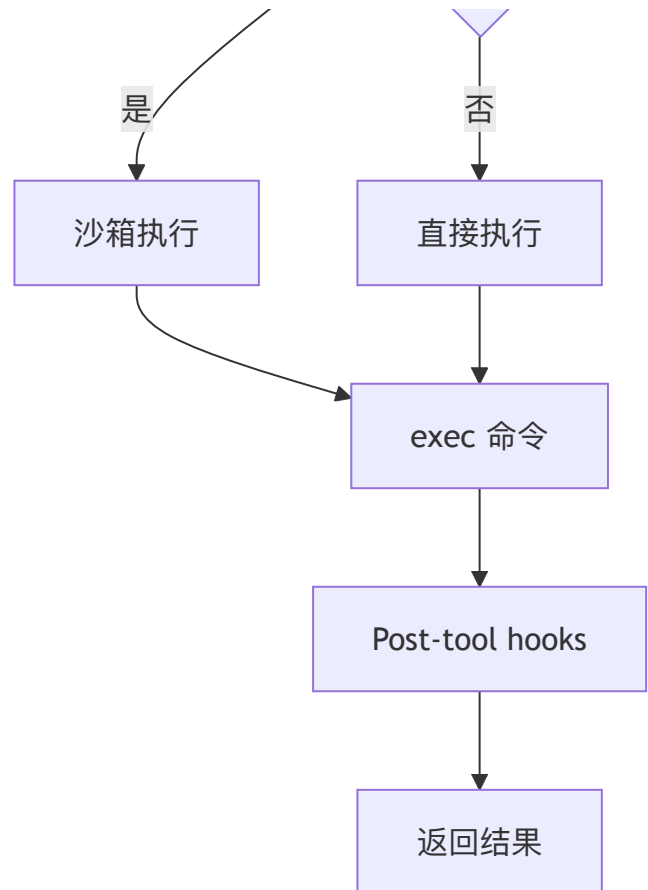 是
否
沙箱执行
直接执行
exec 命令
Post-tool hooks
返回结果